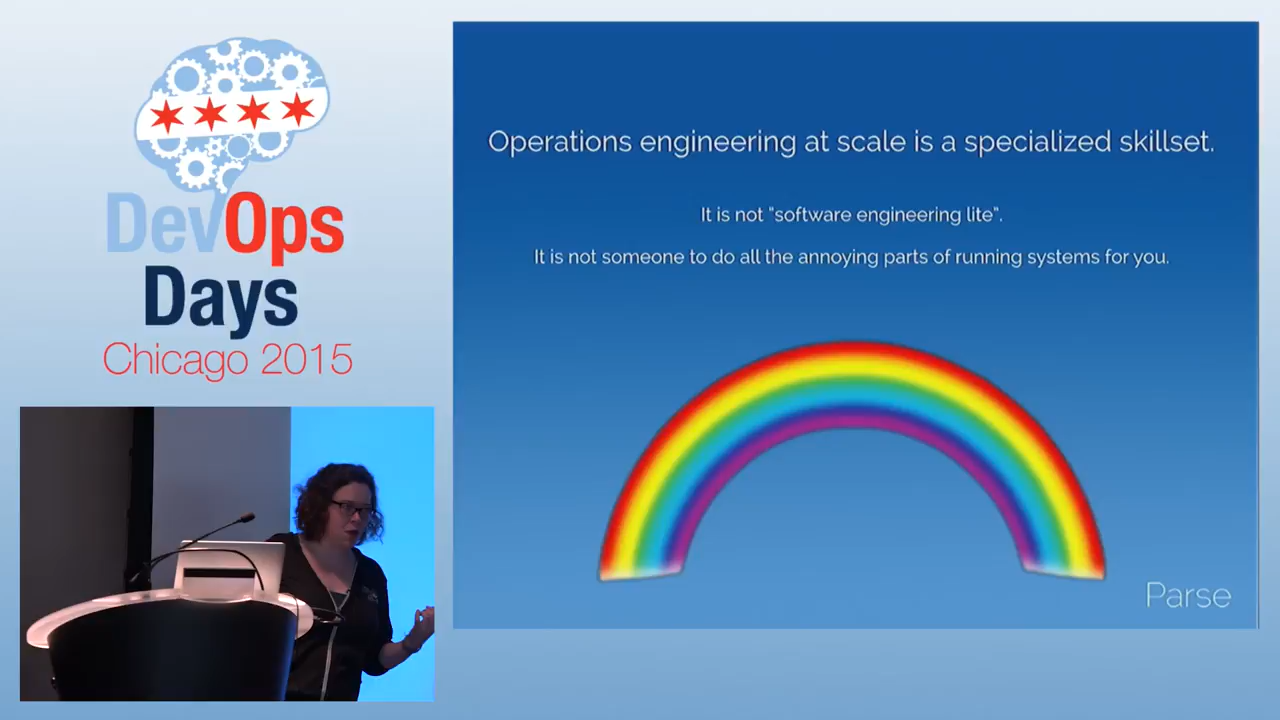 DevOps
Days
Chicago 2015
Operations engineering at scale is a specialized skillset.
It is not "software engineering lite".
It is not someone to do all the annoying parts of running systems for you.
Parse